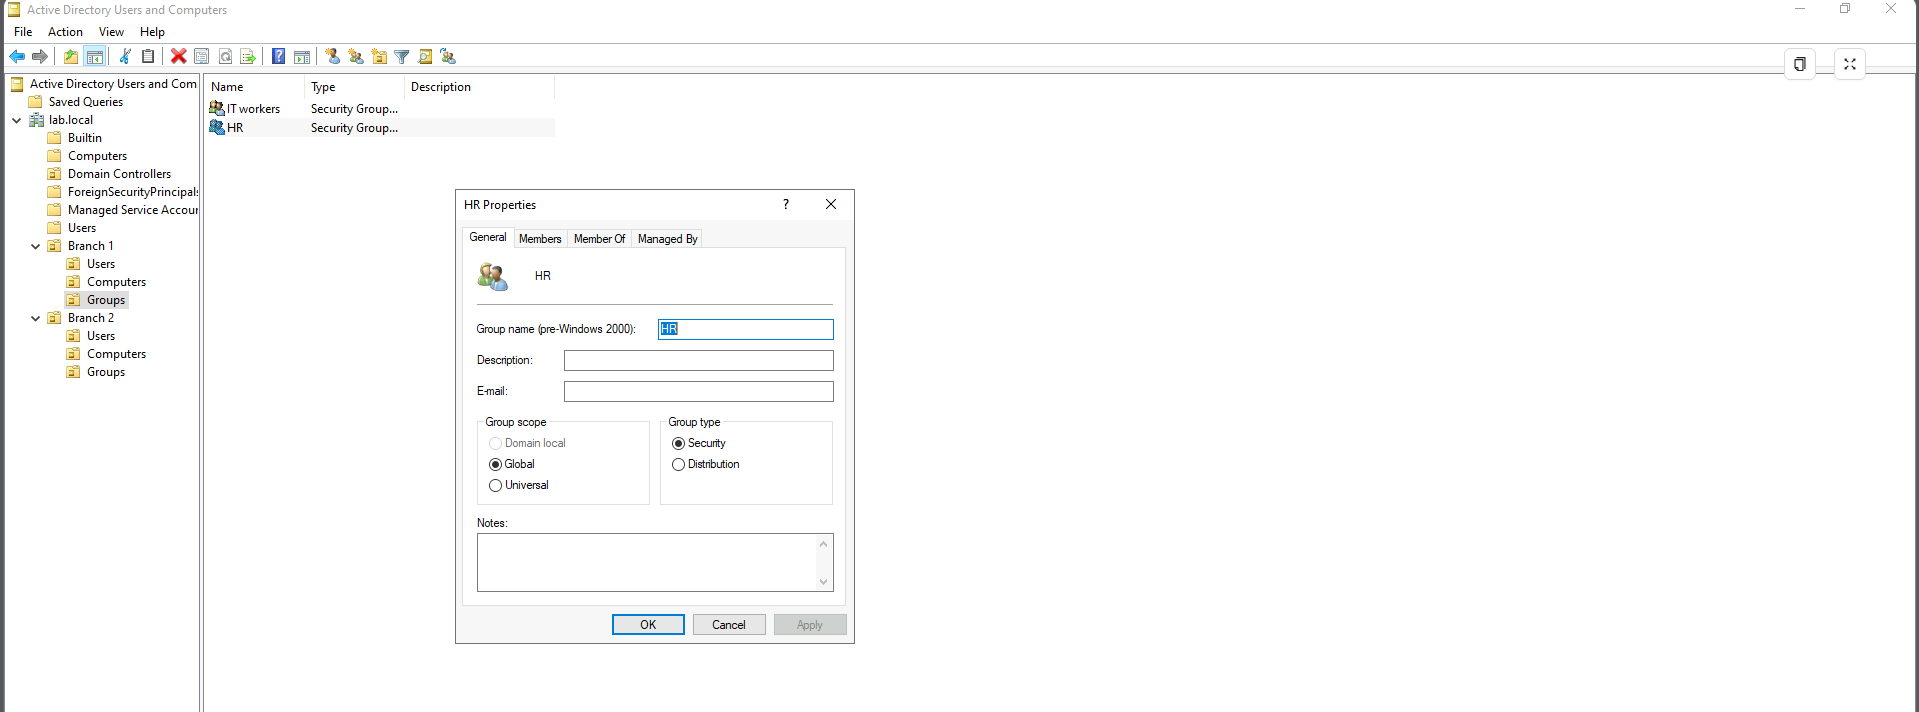 Active Directory Users and Computers
File Action View Help
Active Directory Users and Com
Saved Queries
lab.local
Builtin
Computers
Domain Controllers
ForeignSecurityPrincipals
Managed Service Accour
Users
Branch 1
Users
Computers
Groups
Branch 2
Users
Computers
Groups
Name Type Description
IT workers Security Group...
HR Security Group...
HR Properties
General Members Member Of Managed By
HR
Group name (pre-Windows 2000): HR
Description:
E-mail:
Group scope
Domain local
Global
Universal
Group type
Security
Distribution
Notes:
OK Cancel Apply